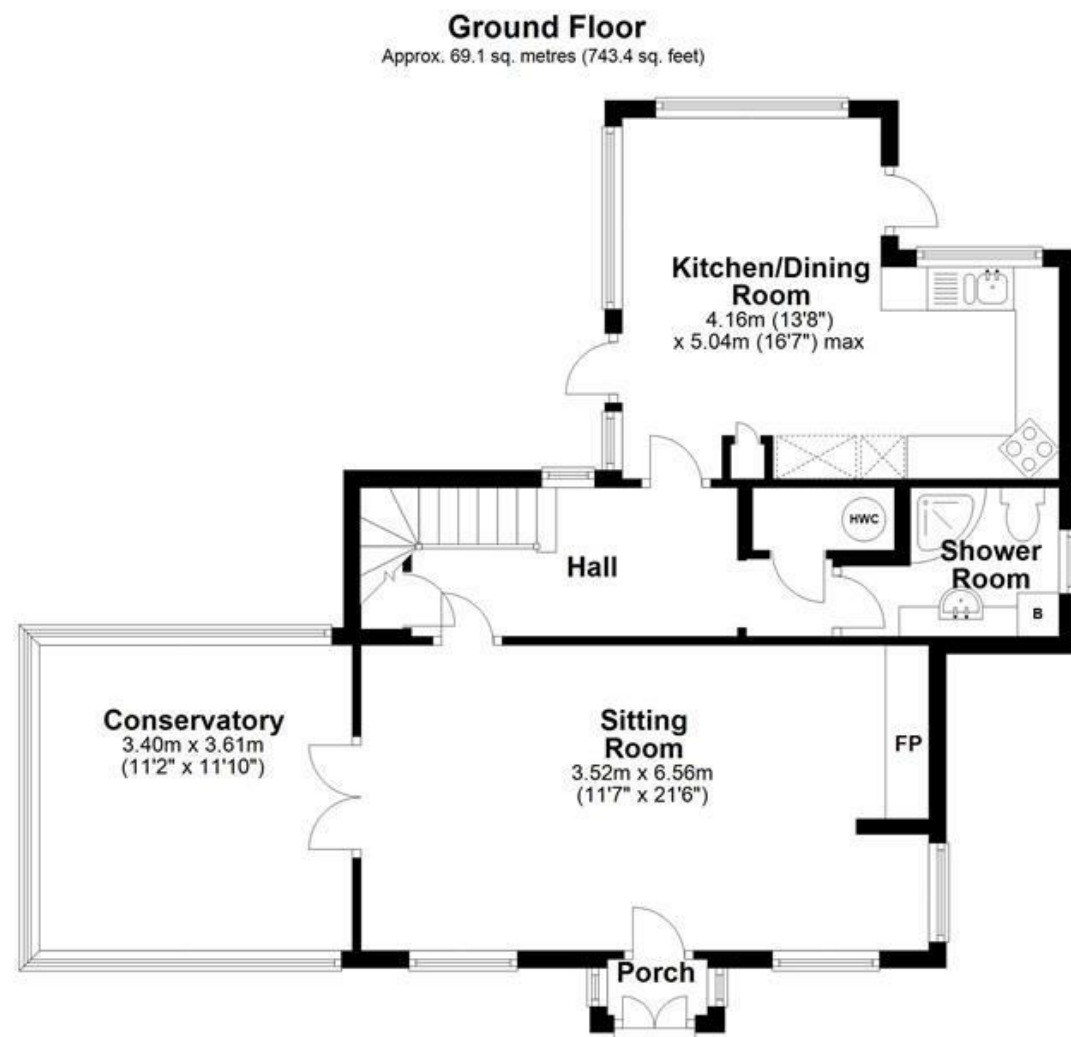 Ground Floor
Approx. 69.1 sq. metres (743.4 sq. feet)
Kitchen/Dining
Room
4.16m (13'8")
x 5.04m (16'7") max
HWC
Shower
Room
Hall
B
Conservatory
3.40m x 3.61m
(11'2" x 11'10")
Sitting
Room
3.52m x 6.56m
(11'7" x 21'6")
FP
Porch